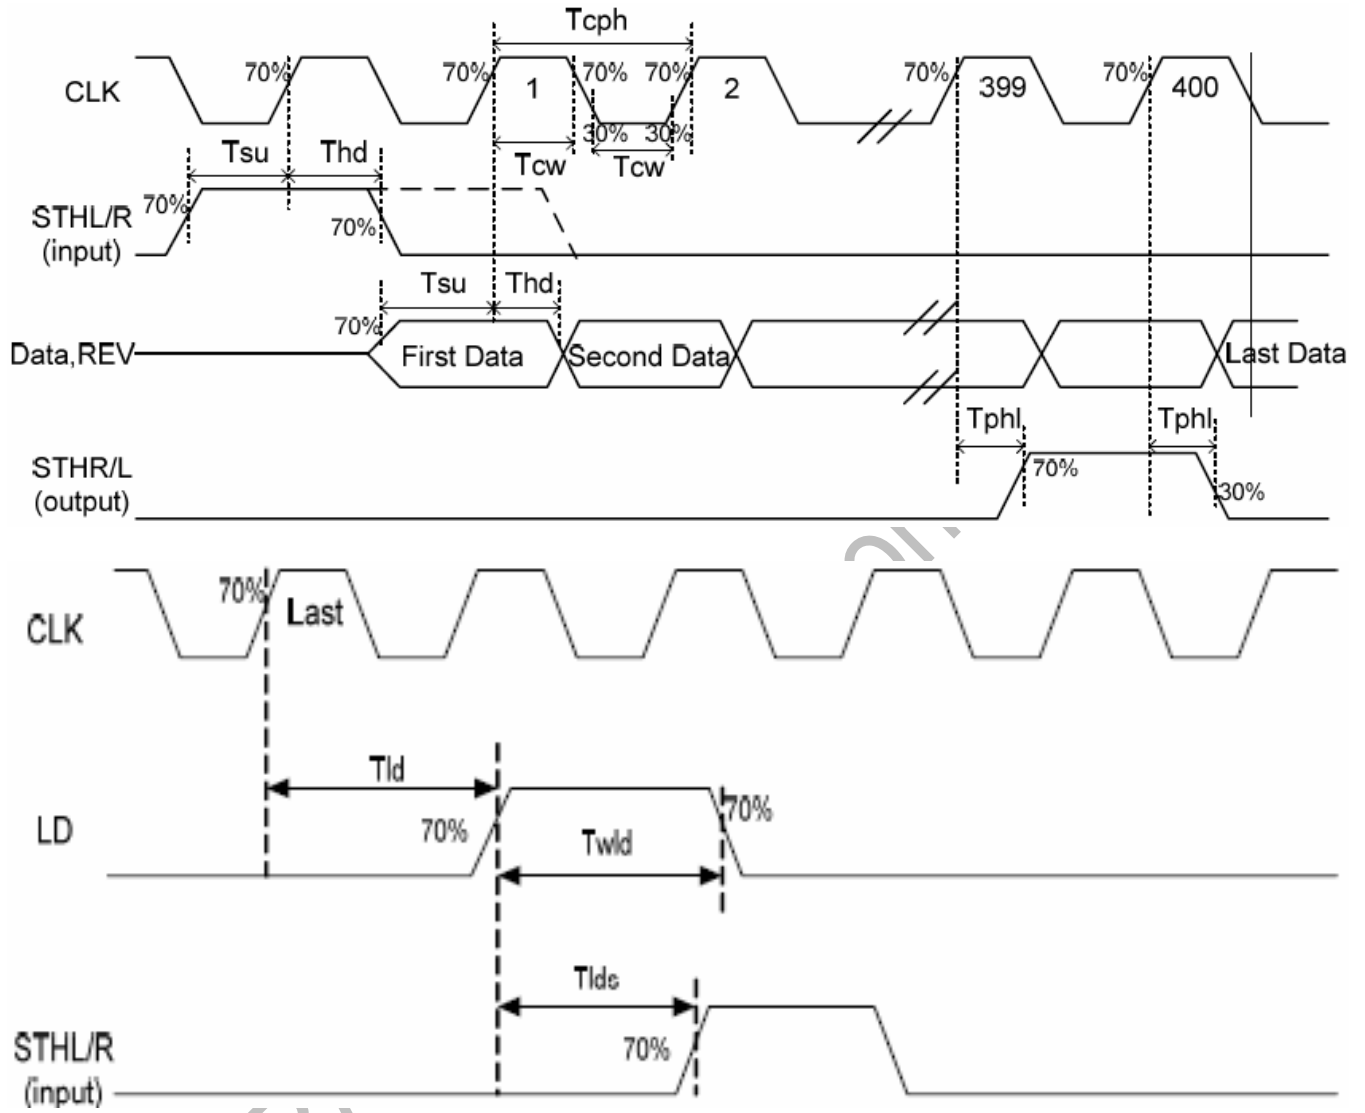 Tcph
70% 70% 70% 70% 70% 70%
CLK 1 2 399 400
30% 30%
Tsu Thd Tcw Tcw
70%
STHL/R 70%
(input)
Tsu Thd
70%
Data,REV First Data Second Data Last Data
Tphl Tphl
STHR/L 70%
(output) 30%
70%
CLK Last
Tld
LD 70% Twld 70%
Tlds
STHL/R 70%
(input)